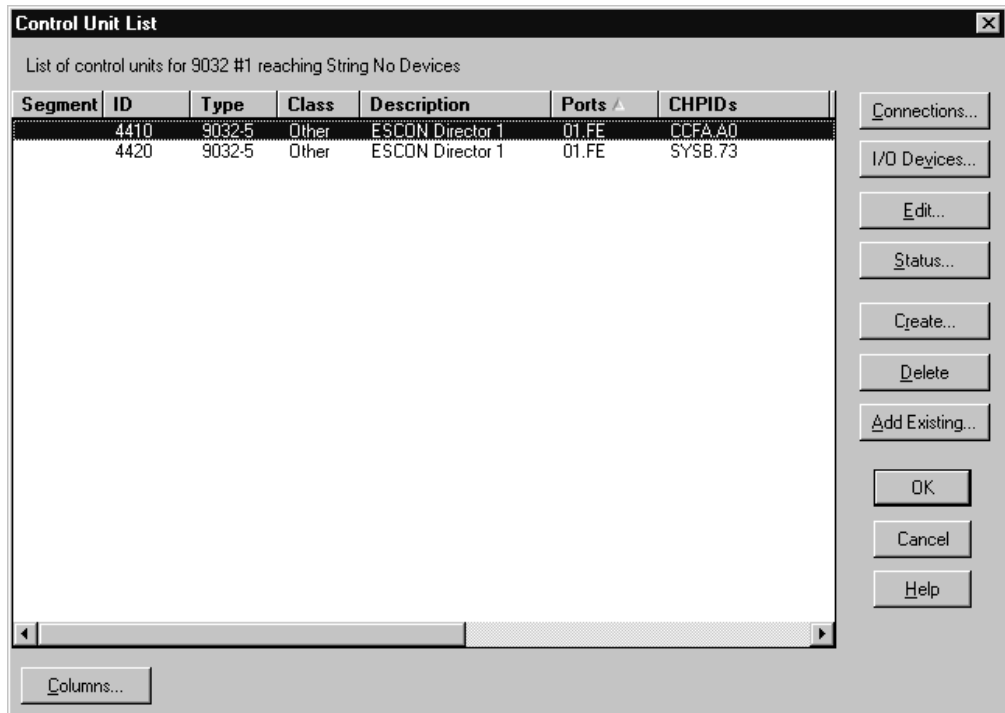 Control Unit List
List of control units for 9032 #1 reaching String No Devices
Segment ID Type Class Description Ports CHPIDs
4410 9032-5 Other ESCON Director 1 01.FE CCFA.A0
4420 9032-5 Other ESCON Director 1 01.FE SYSB.73
Connections...
I/O Devices...
Edit...
Status...
Create...
Delete
Add Existing...
OK
Cancel
Help
Columns...